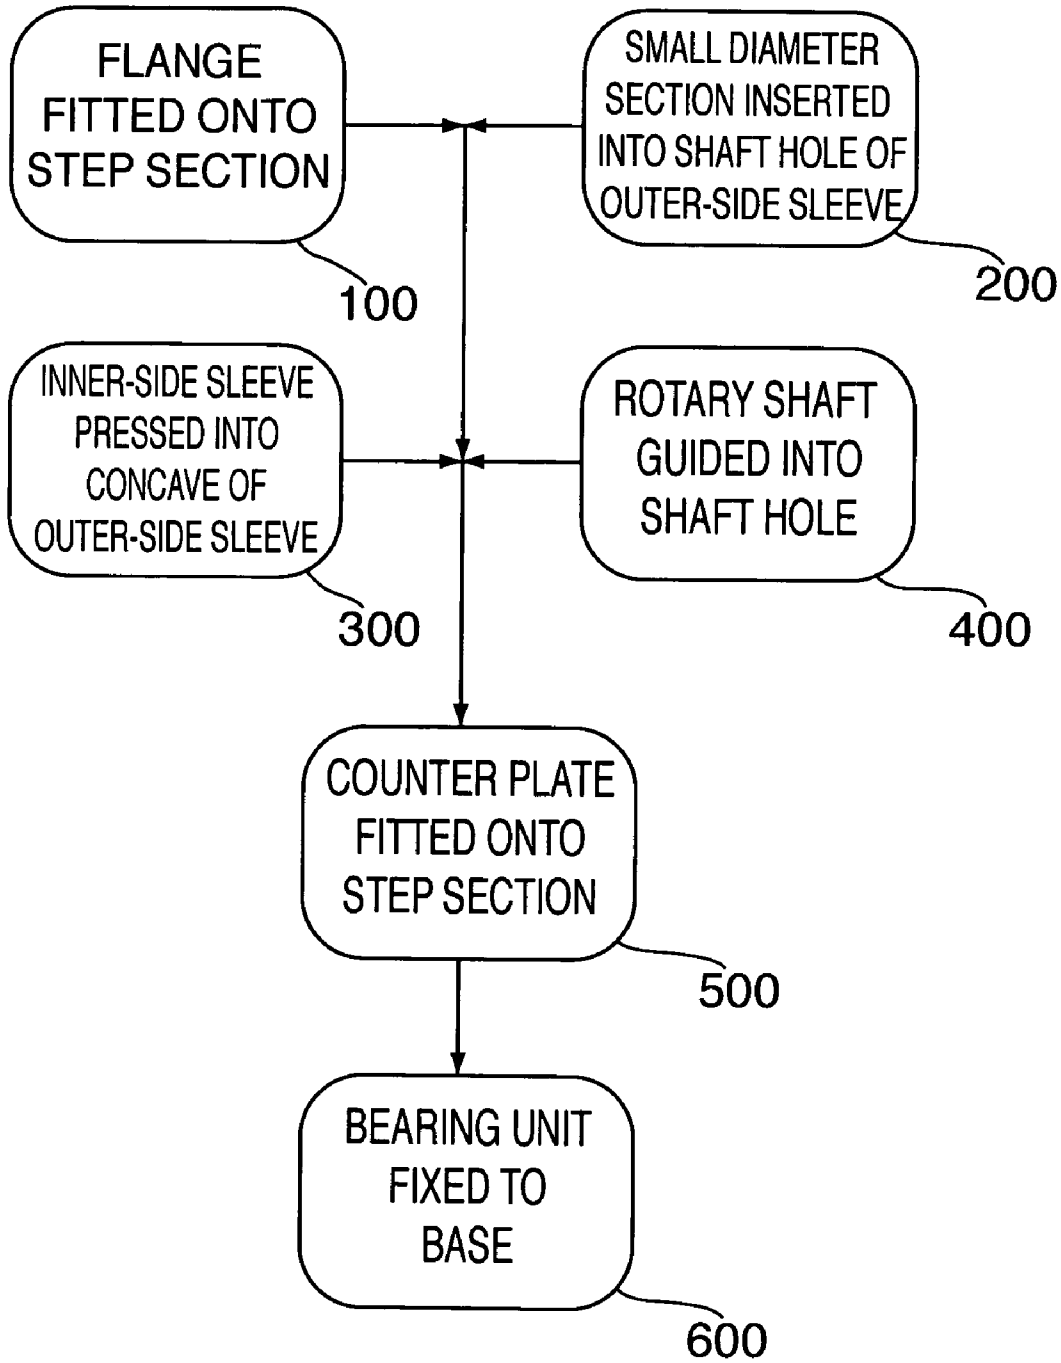 FLANGE
FITTED ONTO
STEP SECTION
100
SMALL DIAMETER
SECTION INSERTED
INTO SHAFT HOLE OF
OUTER-SIDE SLEEVE
200
INNER-SIDE SLEEVE
PRESSED INTO
CONCAVE OF
OUTER-SIDE SLEEVE
300
ROTARY SHAFT
GUIDED INTO
SHAFT HOLE
400
COUNTER PLATE
FITTED ONTO
STEP SECTION
500
BEARING UNIT
FIXED TO
BASE
600